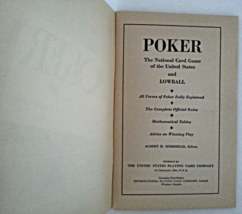 POKER
The National Card Game
of the United States
and
LOWBALL
All Forms of Poker Fully Explained
The Complete Official Rules
Mathematical Tables
Advice on Winning Play
ALBERT H. MOREHEAD, Editor
Published by
THE UNITED STATES PLAYING CARD COMPANY